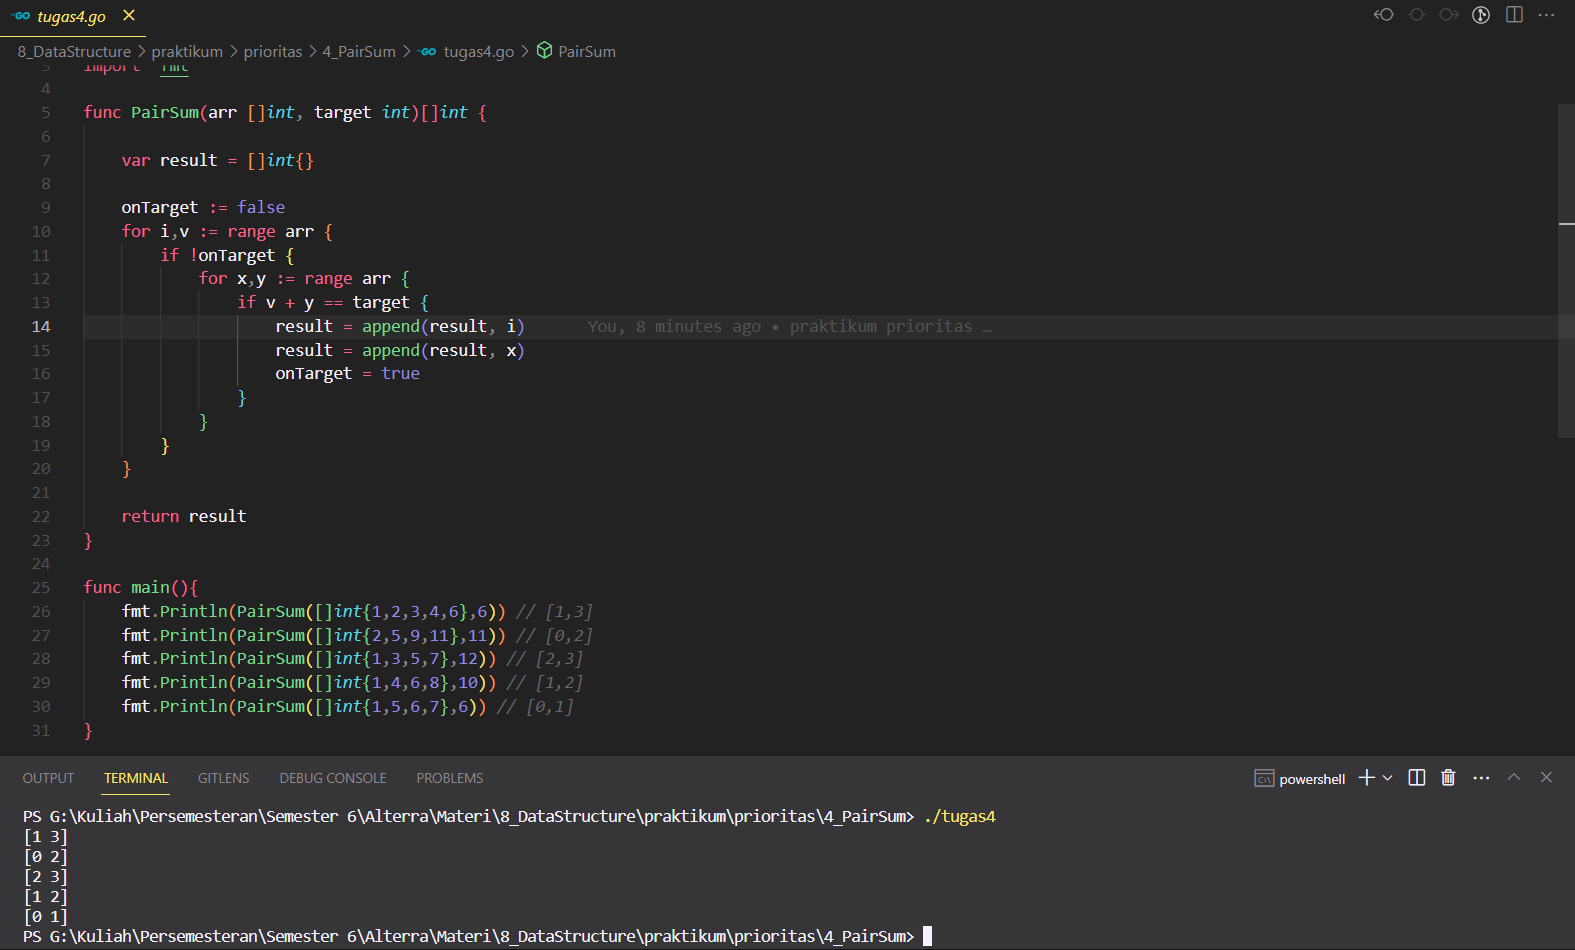 GO tugas4.go
8_DataStructure > praktikum > prioritas > 4_PairSum > GO tugas4.go > PairSum
3 import "fmt"
4
5 func PairSum(arr []int, target int)[]int {
6
7 var result = []int{}
8
9 onTarget := false
10 for i,v := range arr {
11 if !onTarget {
12 for x,y := range arr {
13 if v + y == target {
14 result = append(result, i) You, 8 minutes ago • praktikum prioritas …
15 result = append(result, x)
16 onTarget = true
17 }
18 }
19 }
20 }
21
22 return result
23 }
24
25 func main(){
26 fmt.Println(PairSum([]int{1,2,3,4,6},6)) // [1,3]
27 fmt.Println(PairSum([]int{2,5,9,11},11)) // [0,2]
28 fmt.Println(PairSum([]int{1,3,5,7},12)) // [2,3]
29 fmt.Println(PairSum([]int{1,4,6,8},10)) // [1,2]
30 fmt.Println(PairSum([]int{1,5,6,7},6)) // [0,1]
31 }
OUTPUT TERMINAL GITLENS DEBUG CONSOLE PROBLEMS powershell
PS G:\Kuliah\Persemesteran\Semester 6\Alterra\Materi\8_DataStructure\praktikum\prioritas\4_PairSum> ./tugas4
[1 3]
[0 2]
[2 3]
[1 2]
[0 1]
PS G:\Kuliah\Persemesteran\Semester 6\Alterra\Materi\8_DataStructure\praktikum\prioritas\4_PairSum>